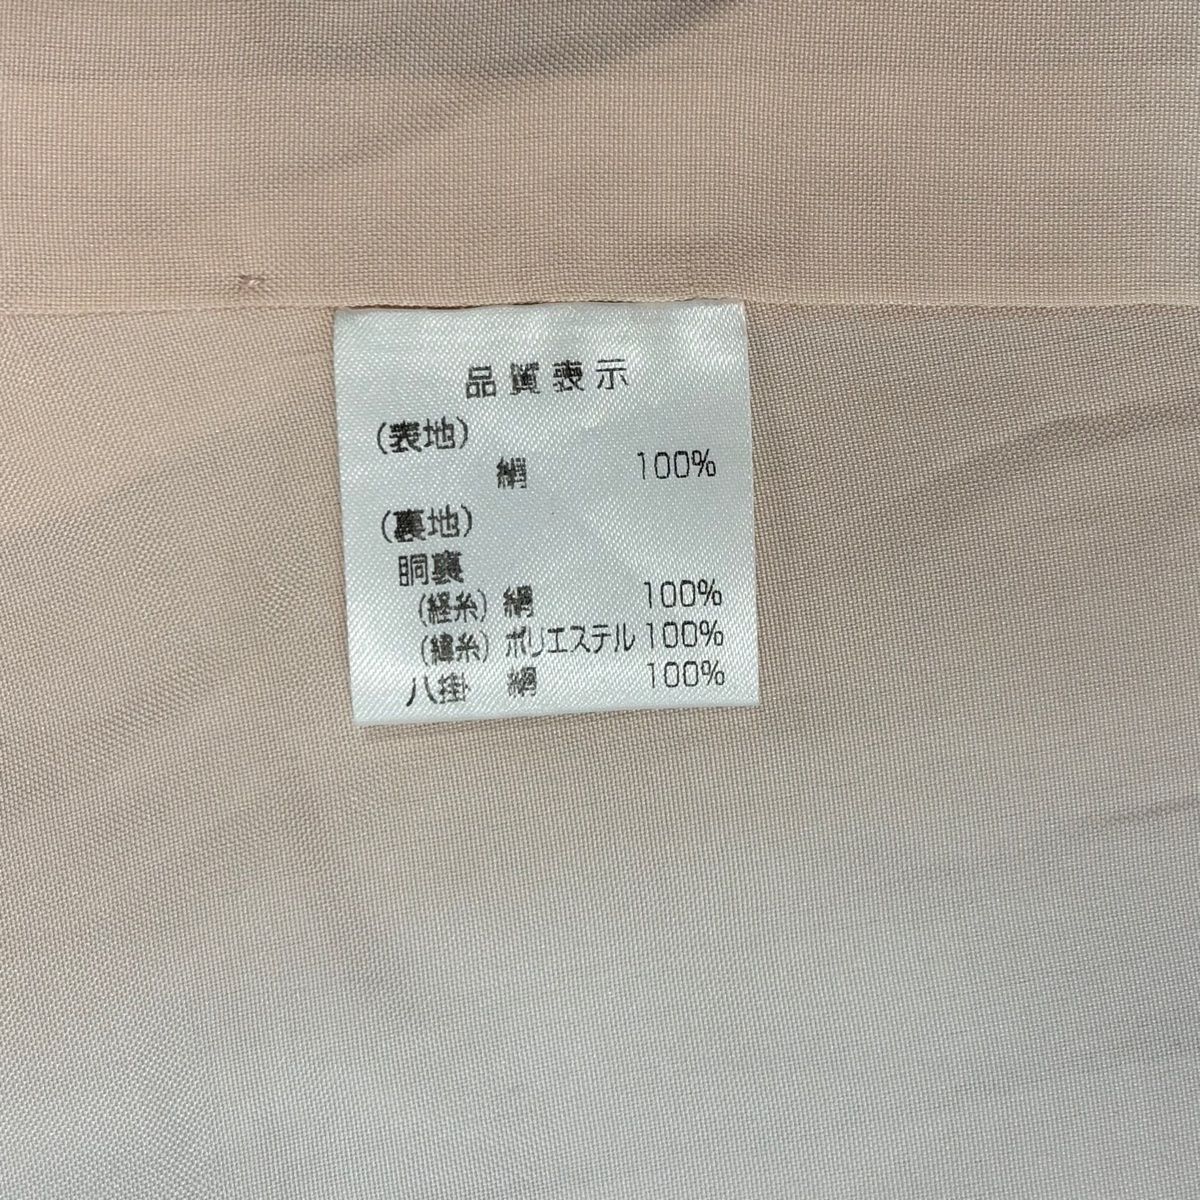 品質表示
(表地)
絹 100%
(裏地)
胴裏
(経糸) 絹 100%
(緯糸) ポリエステル 100%
八掛 絹 100%